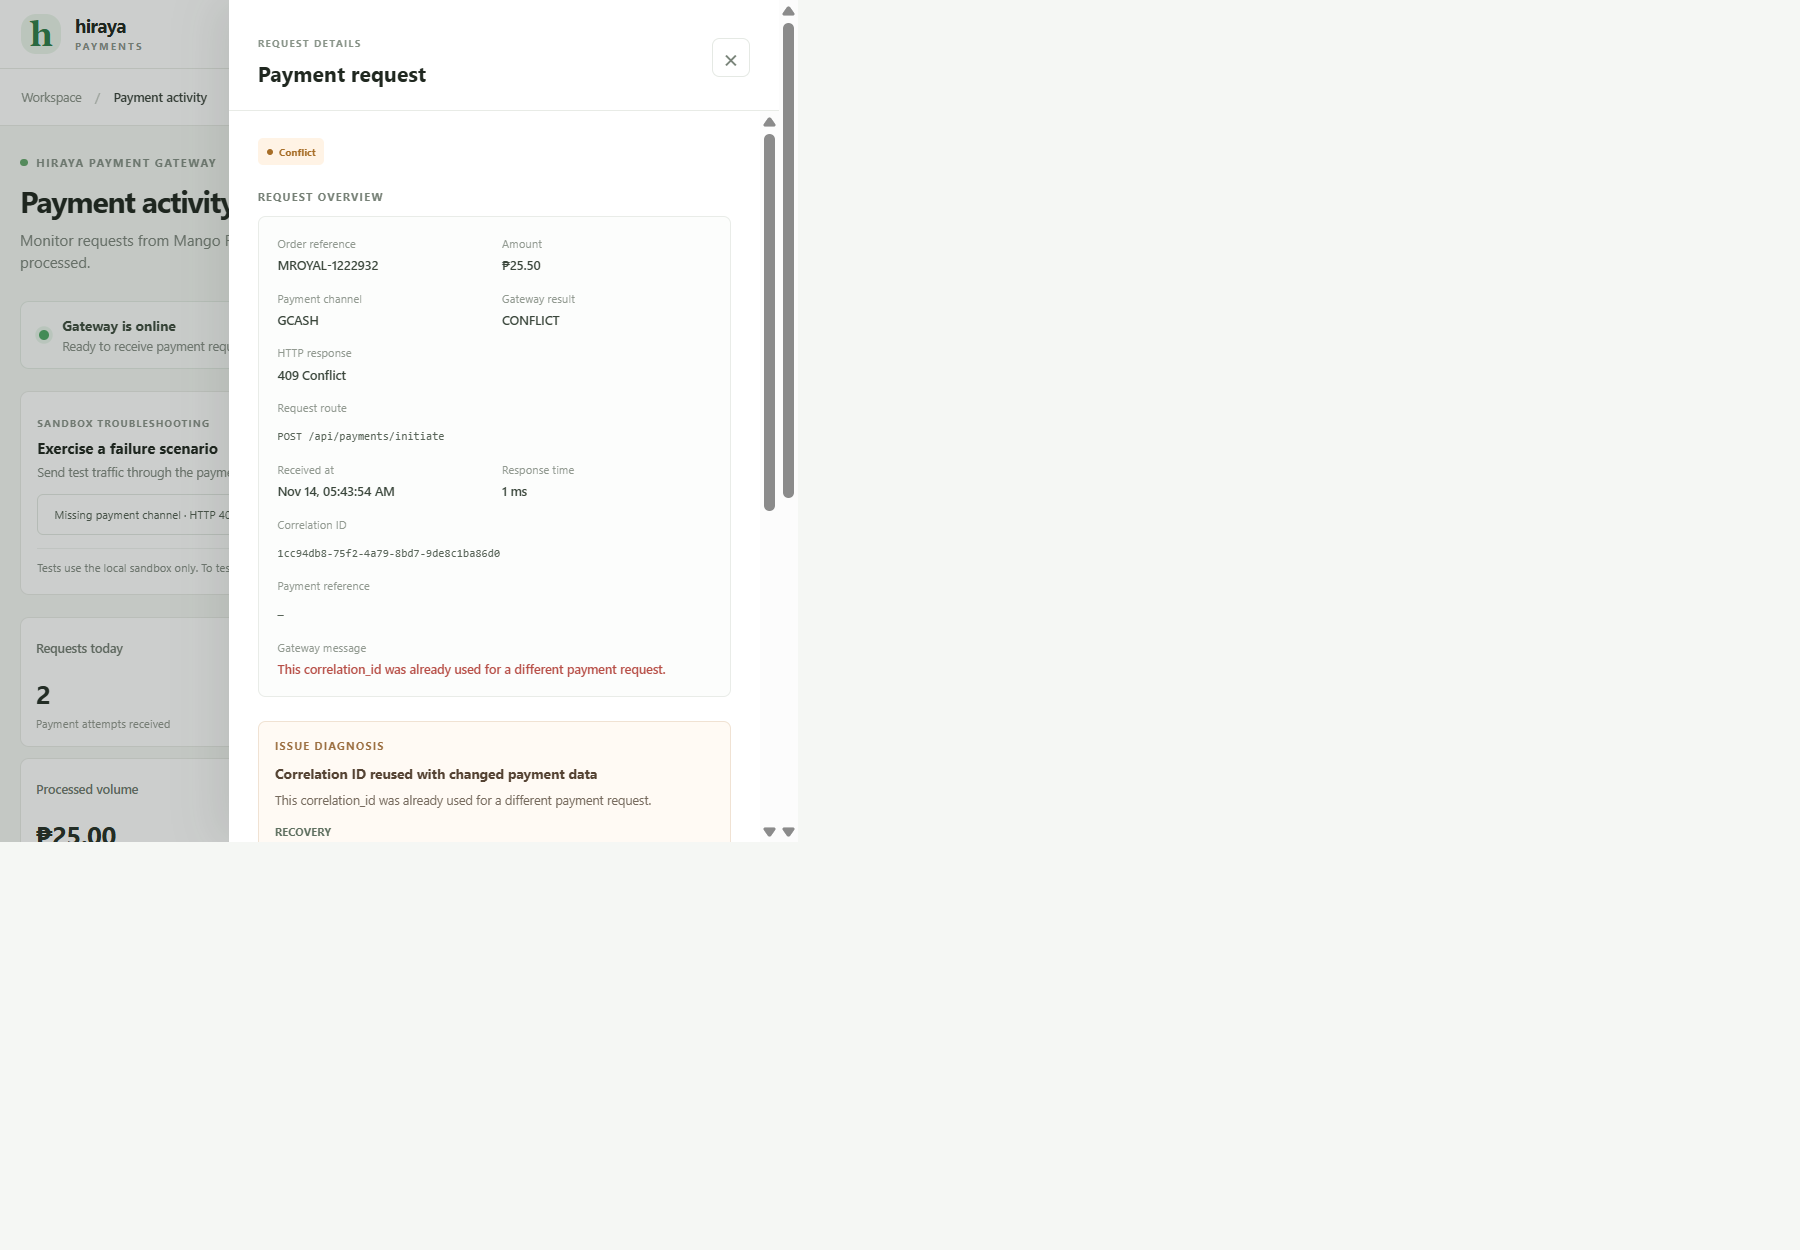 h hiraya
PAYMENTS
Workspace / Payment activity
HIRAYA PAYMENT GATEWAY
Payment activity
Monitor requests from Mango
processed.
Gateway is online
Ready to receive payment requ
SANDBOX TROUBLESHOOTING
Exercise a failure scenario
Send test traffic through the payme
Missing payment channel · HTTP 40
Tests use the local sandbox only. To tes
Requests today
2
Payment attempts received
Processed volume
₱25.00
REQUEST DETAILS
Payment request
×
Conflict
REQUEST OVERVIEW
Order reference
MROYAL-1222932
Amount
₱25.50
Payment channel
GCASH
Gateway result
CONFLICT
HTTP response
409 Conflict
Request route
POST /api/payments/initiate
Received at
Nov 14, 05:43:54 AM
Response time
1 ms
Correlation ID
1cc94db8-75f2-4a79-8bd7-9de8c1ba86d0
Payment reference
—
Gateway message
This correlation_id was already used for a different payment request.
ISSUE DIAGNOSIS
Correlation ID reused with changed payment data
This correlation_id was already used for a different payment request.
RECOVERY